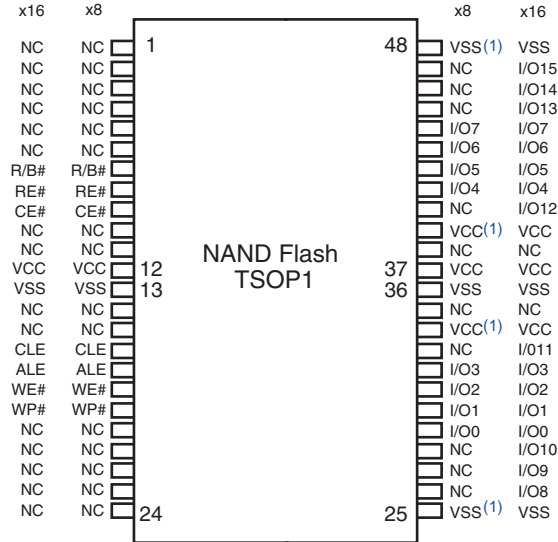 x16 x8 x8 x16
NC NC 1 48 VSS(1) VSS
NC NC NC I/O15
NC NC NC I/O14
NC NC NC I/O13
NC NC I/O7 I/O7
NC NC I/O6 I/O6
R/B# R/B# I/O5 I/O5
RE# RE# I/O4 I/O4
CE# CE# NC I/O12
NC NC VCC(1) VCC
NC NC NAND Flash NC NC
VCC VCC 12 TSOP1 37 VCC VCC
VSS VSS 13 36 VSS VSS
NC NC NC NC
NC NC VCC(1) VCC
CLE CLE NC I/011
ALE ALE I/O3 I/O3
WE# WE# I/O2 I/O2
WP# WP# I/O1 I/O1
NC NC I/O0 I/O0
NC NC NC I/O10
NC NC NC I/O9
NC NC NC I/O8
NC NC 24 25 VSS(1) VSS